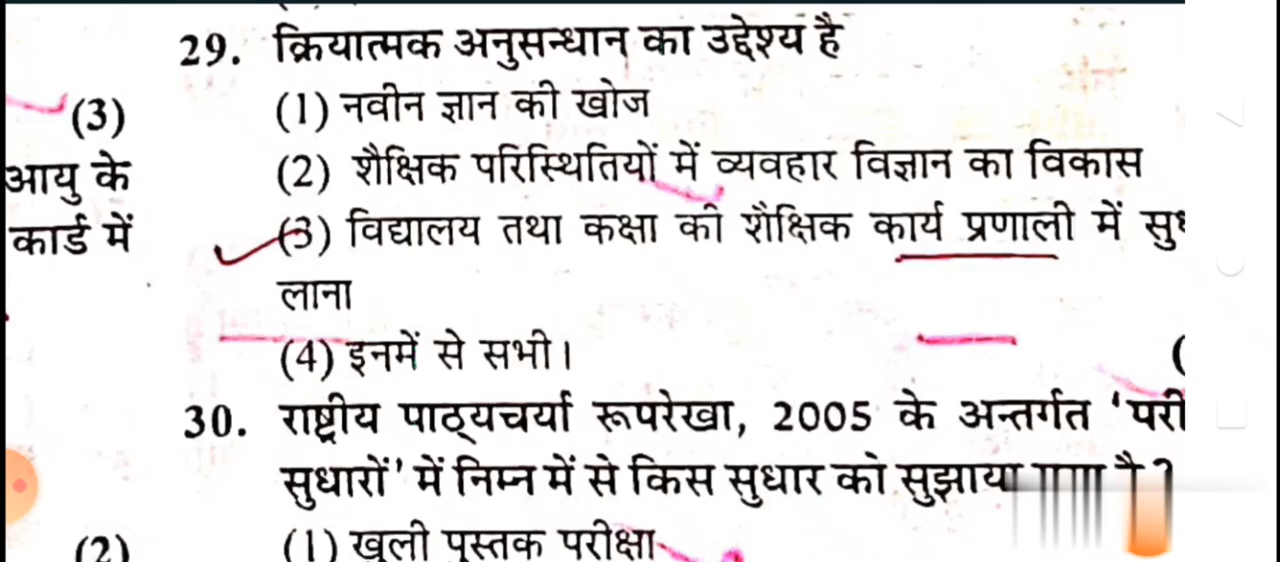 29. क्रियात्मक अनुसन्धान का उद्देश्य है
(1) नवीन ज्ञान की खोज
(3)
(2) शैक्षिक परिस्थितियों में व्यवहार विज्ञान का विकास
आयु के
(3) विद्यालय तथा कक्षा की शैक्षिक कार्य प्रणाली में
कार्ड में
लाना
(4) इनमें से सभी।
30. राष्ट्रीय पाठ्यचर्या रूपरेखा, 2005 के अन्तर्गत 'परी
सुधारों' में निम्न में से किस सुधार को सुझाया
(1) खुली पुस्तक परीक्षा
(2)